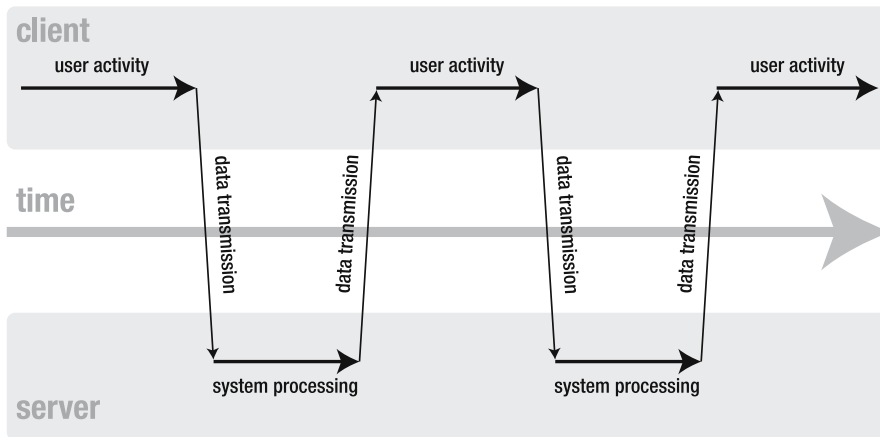 client
user activity
user activity
user activity
data transmission
data transmission
data transmission
data transmission
time
system processing
system processing
server